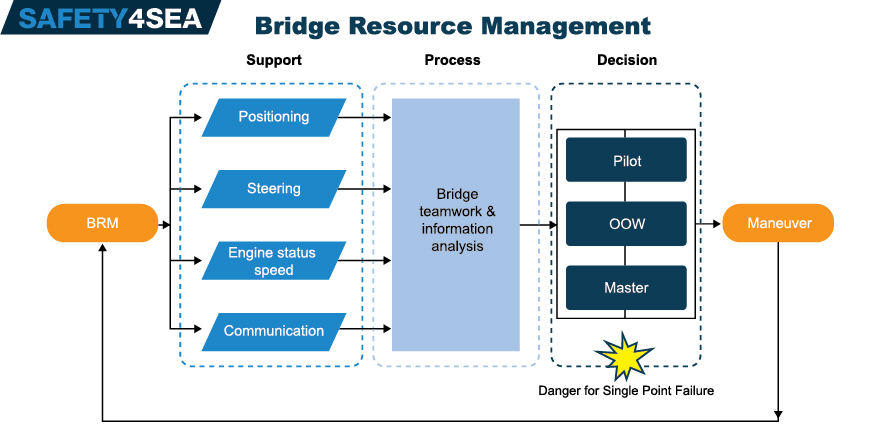 SAFETY4SEA
Bridge Resource Management
Support
Process
Decision
Positioning
Steering
Engine status
speed
Communication
BRM
Bridge
teamwork &
information
analysis
Pilot
OOW
Master
Maneuver
Danger for Single Point Failure